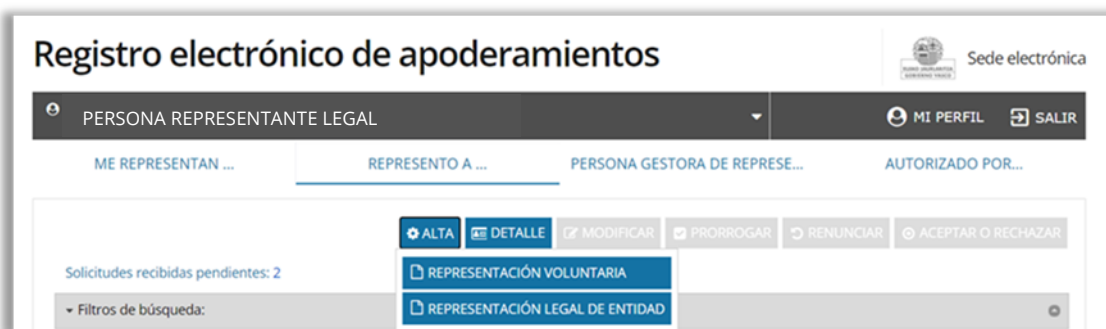 Registro electrónico de apoderamientos
Sede electrónica
PERSONA REPRESENTANTE LEGAL
MI PERFIL
SALIR
ME REPRESENTAN ...
REPRESENTO A ...
PERSONA GESTORA DE REPRESE...
AUTORIZADO POR...
ALTA
DETALLE
MODIFICAR
PRORROGAR
RENUNCIAR
ACEPTAR O RECHAZAR
REPRESENTACIÓN VOLUNTARIA
Solicitudes recibidas pendientes: 2
REPRESENTACIÓN LEGAL DE ENTIDAD
Filtros de búsqueda: